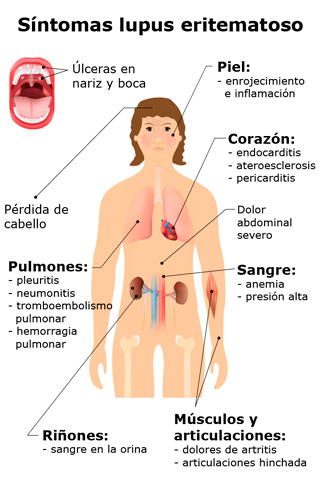 Síntomas lupus eritematoso
Úlceras en
nariz y boca
Piel:
- enrojecimiento
e inflamación
Corazón:
- endocarditis
- ateroesclerosis
- pericarditis
Pérdida de
cabello
Dolor
abdominal
severo
Pulmones:
- pleuritis
- neumonitis
- tromboembolismo
pulmonar
- hemorragia
pulmonar
Sangre:
- anemia
- presión alta
Riñones:
- sangre en la orina
Músculos y
articulaciones:
- dolores de artritis
- articulaciones hinchada